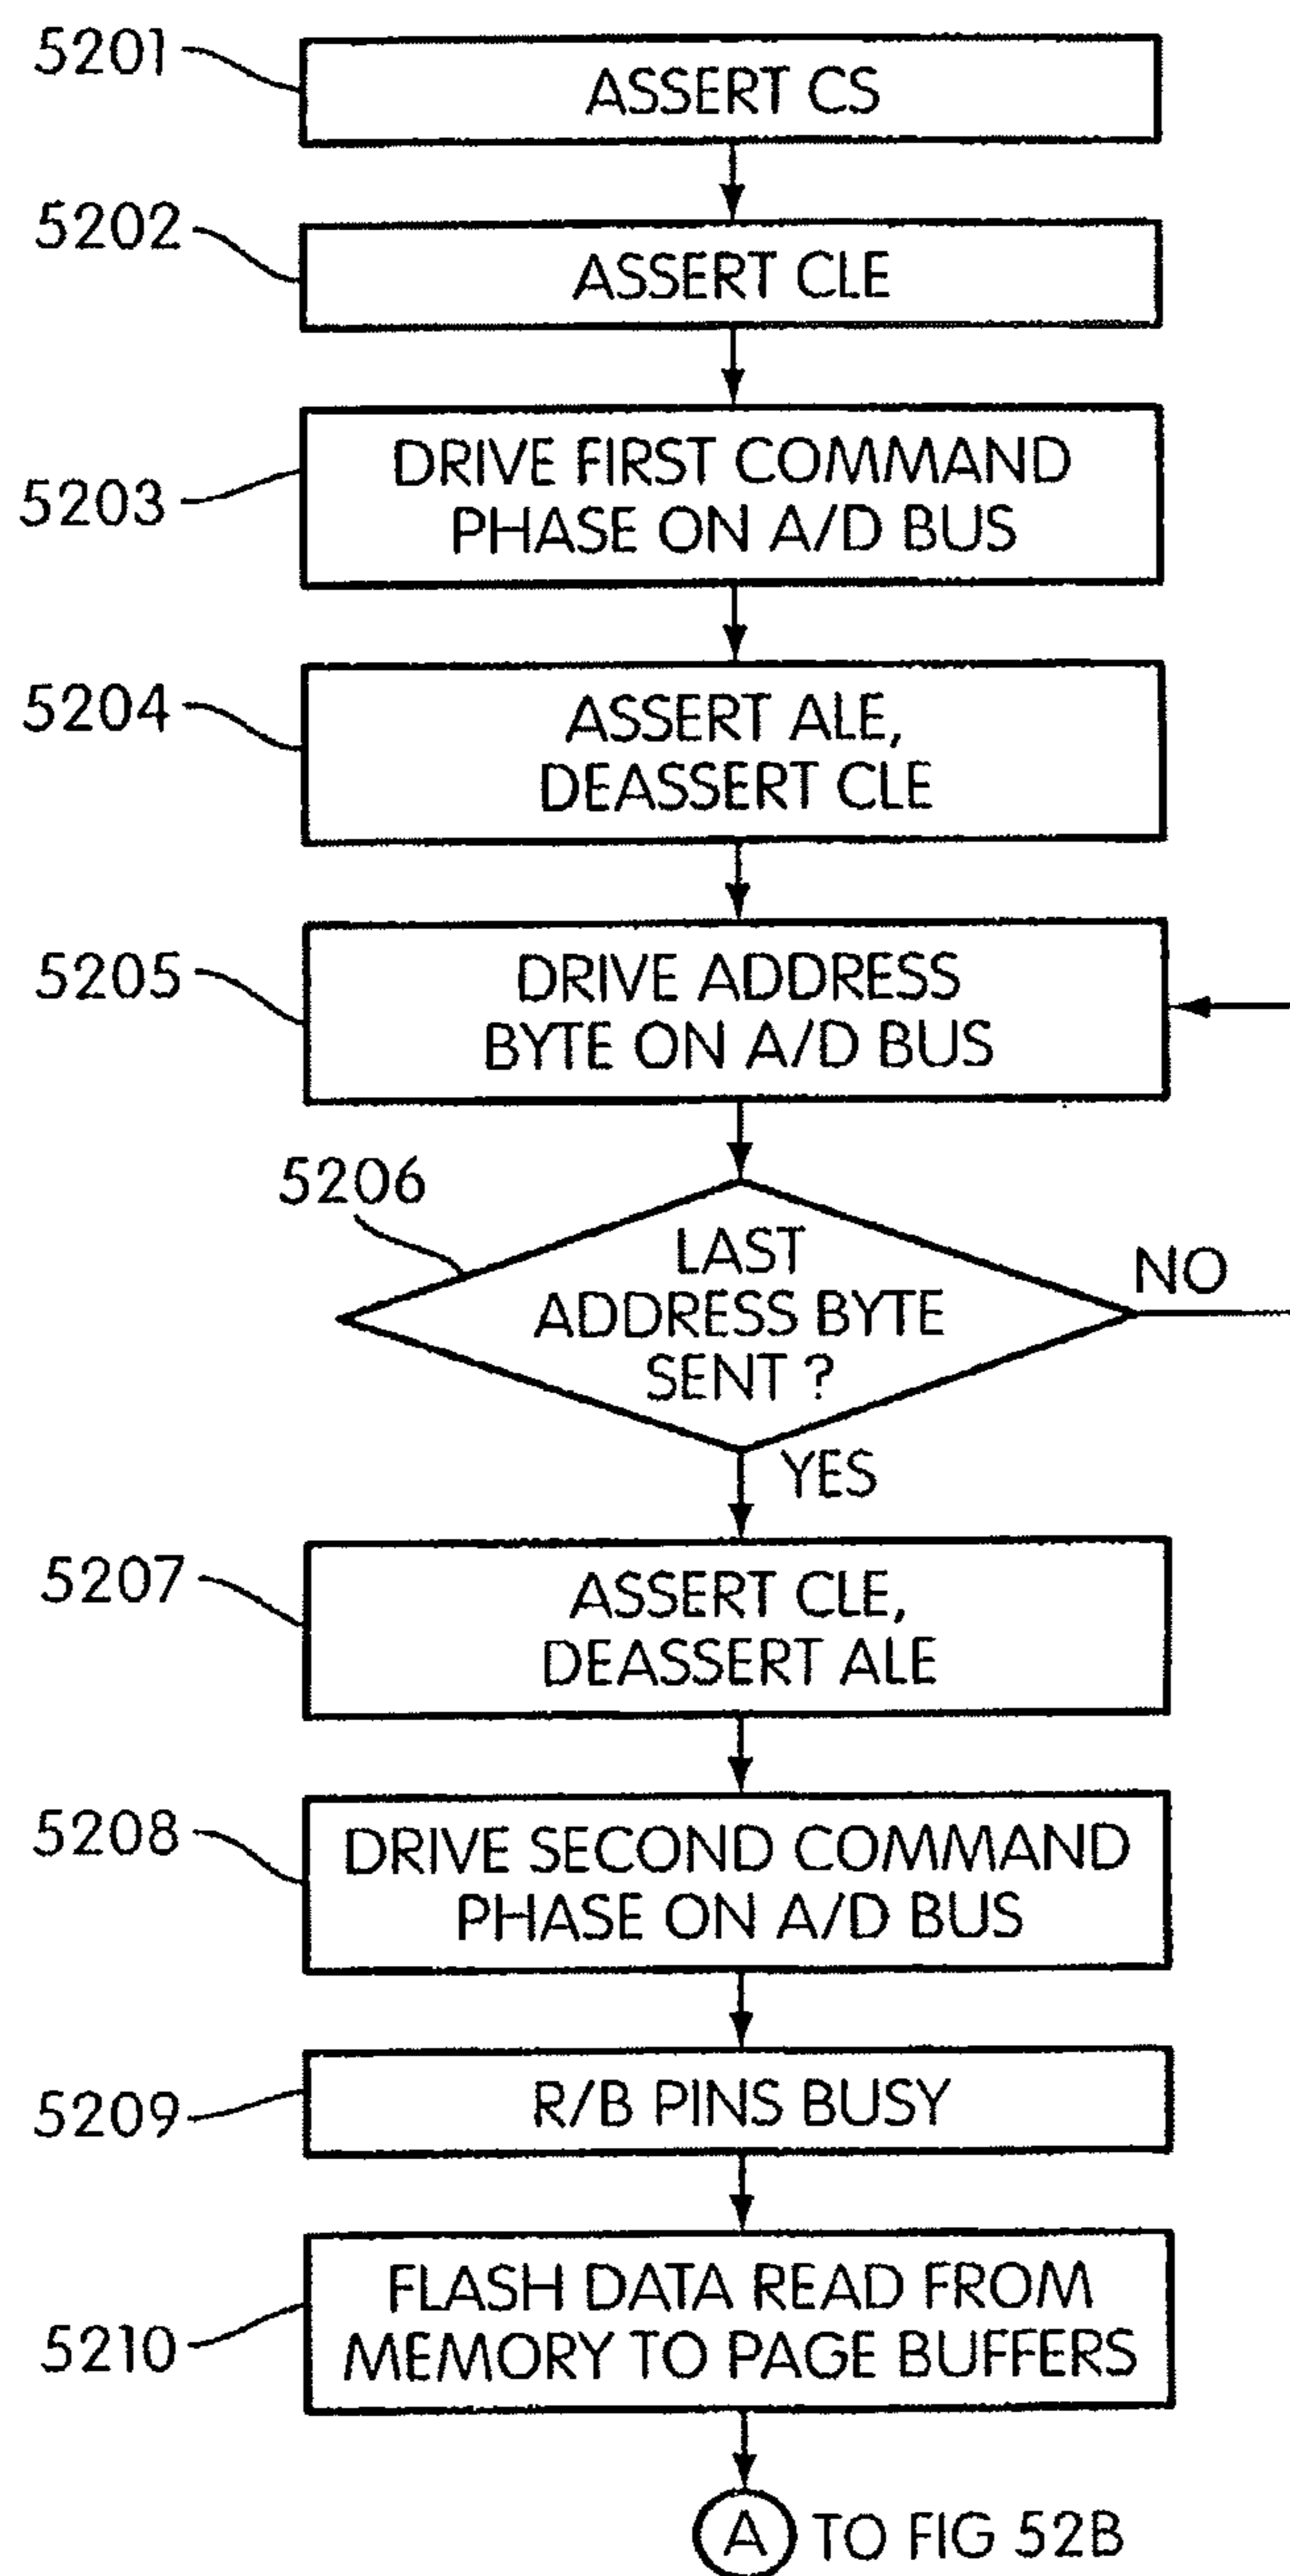 5201
ASSERT CS
5202
ASSERT CLE
5203
DRIVE FIRST COMMAND
PHASE ON A/D BUS
5204
ASSERT ALE,
DEASSERT CLE
5205
DRIVE ADDRESS
BYTE ON A/D BUS
5206
LAST
ADDRESS BYTE
SENT ?
NO
YES
5207
ASSERT CLE,
DEASSERT ALE
5208
DRIVE SECOND COMMAND
PHASE ON A/D BUS
5209
R/B PINS BUSY
5210
FLASH DATA READ FROM
MEMORY TO PAGE BUFFERS
A TO FIG 52B